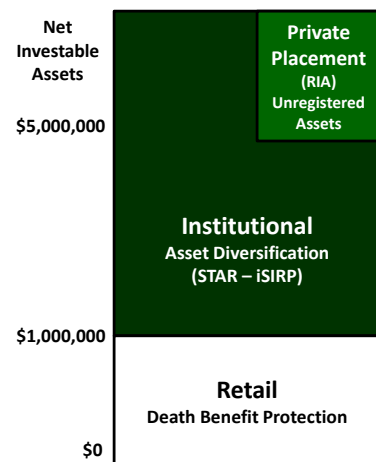 Net
Investable
Assets
Private
Placement
(RIA)
Unregistered
Assets
$5,000,000
Institutional
Asset Diversification
(STAR – iSIRP)
$1,000,000
Retail
Death Benefit Protection
$0